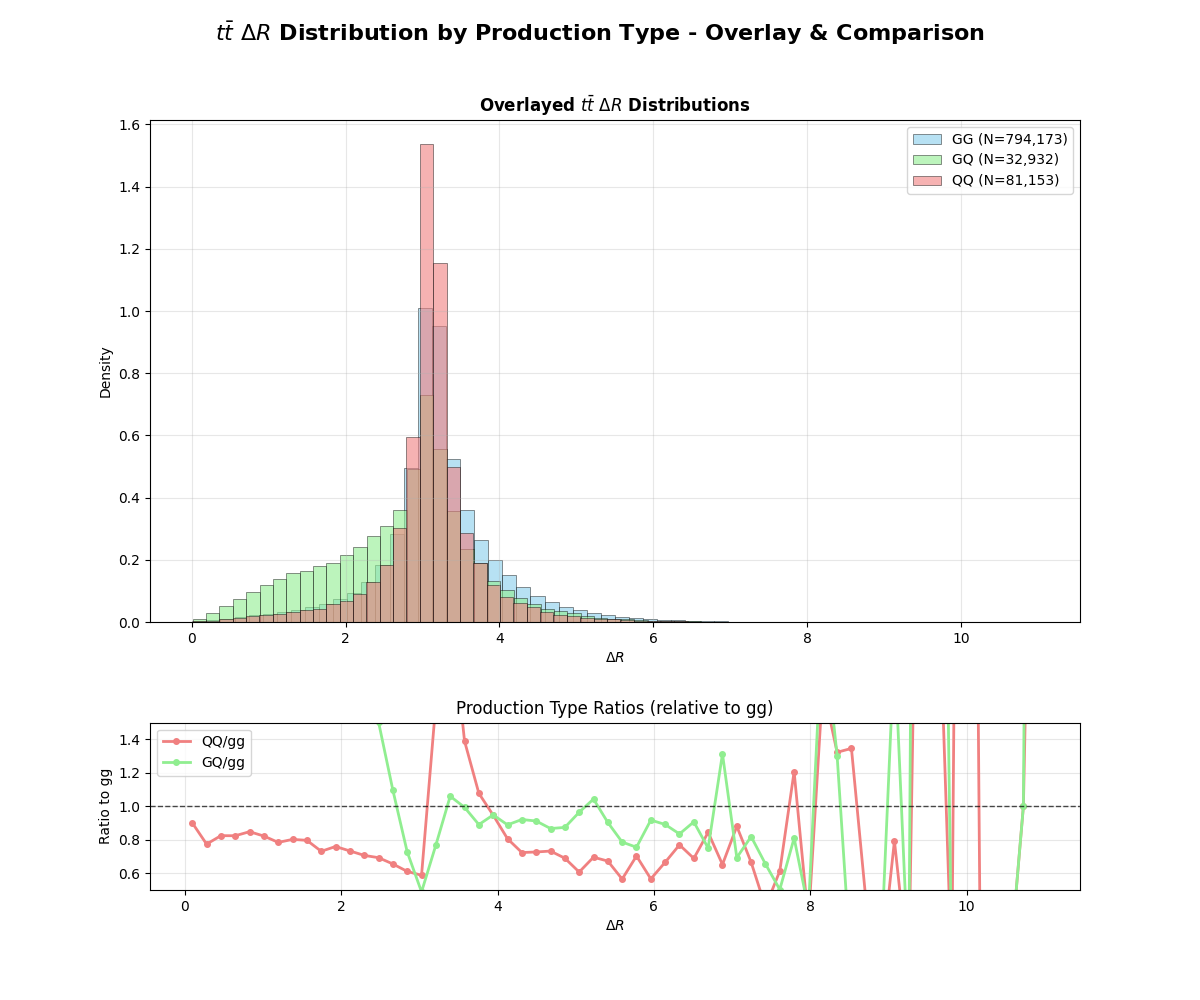 $t\bar{t}$ $\Delta R$ Distribution by Production Type - Overlay & Comparison
Overlayed $t\bar{t}$ $\Delta R$ Distributions
GG (N=794,173)
GQ (N=32,932)
QQ (N=81,153)
1.6
1.4
1.2
1.0
0.8
0.6
0.4
0.2
0.0
Density
0 2 4 6 8 10
ΔR
Production Type Ratios (relative to gg)
QQ/gg
GQ/gg
1.4
1.2
1.0
0.8
0.6
Ratio to gg
0 2 4 6 8 10
ΔR